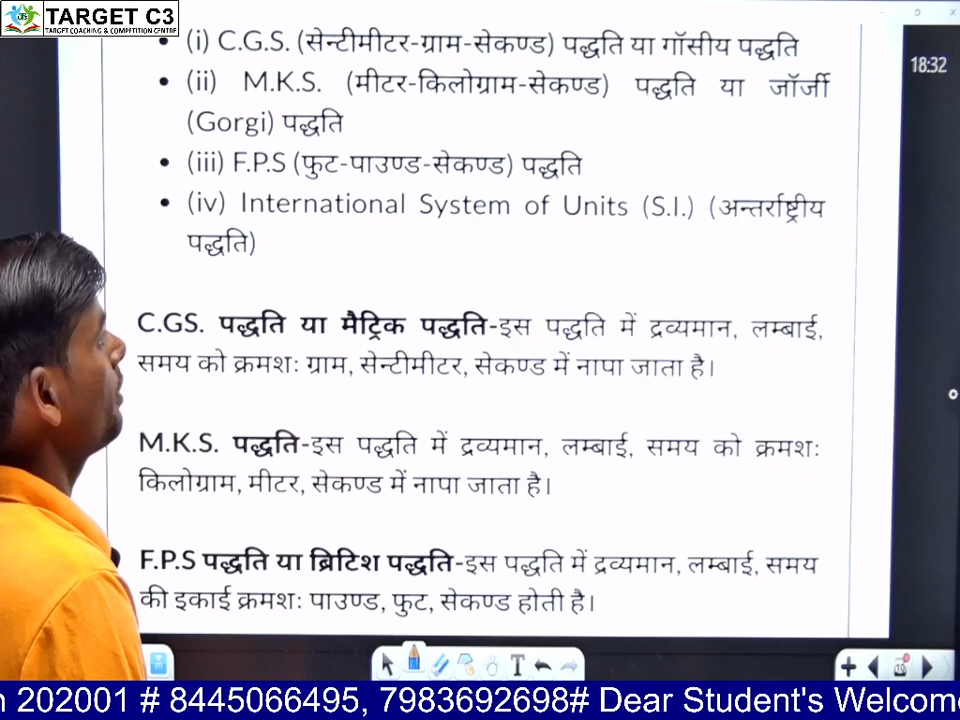 TARGET C3
TARGET COACHING & COMPETITION CENTRE
• (i) C.G.S. (सेन्टीमीटर-ग्राम-सेकण्ड) पद्धति या गॉसीय पद्धति
18:32
• (ii) M.K.S. (मीटर-किलोग्राम-सेकण्ड) पद्धति या जॉर्जी
(Gorgi) पद्धति
• (iii) F.P.S (फुट-पाउण्ड-सेकण्ड) पद्धति
• (iv) International System of Units (S.I.) (अन्तर्राष्ट्रीय
पद्धति)
C.GS. पद्धति या मैट्रिक पद्धति-इस पद्धति में द्रव्यमान, लम्बाई,
समय को क्रमशः ग्राम, सेन्टीमीटर, सेकण्ड में नापा जाता है।
M.K.S. पद्धति-इस पद्धति में द्रव्यमान, लम्बाई, समय को क्रमशः
किलोग्राम, मीटर, सेकण्ड में नापा जाता है।
F.P.S पद्धति या ब्रिटिश पद्धति-इस पद्धति में द्रव्यमान, लम्बाई, समय
की इकाई क्रमशः पाउण्ड, फुट, सेकण्ड होती है।
T
n 202001 # 8445066495, 7983692698# Dear Student's Welcome